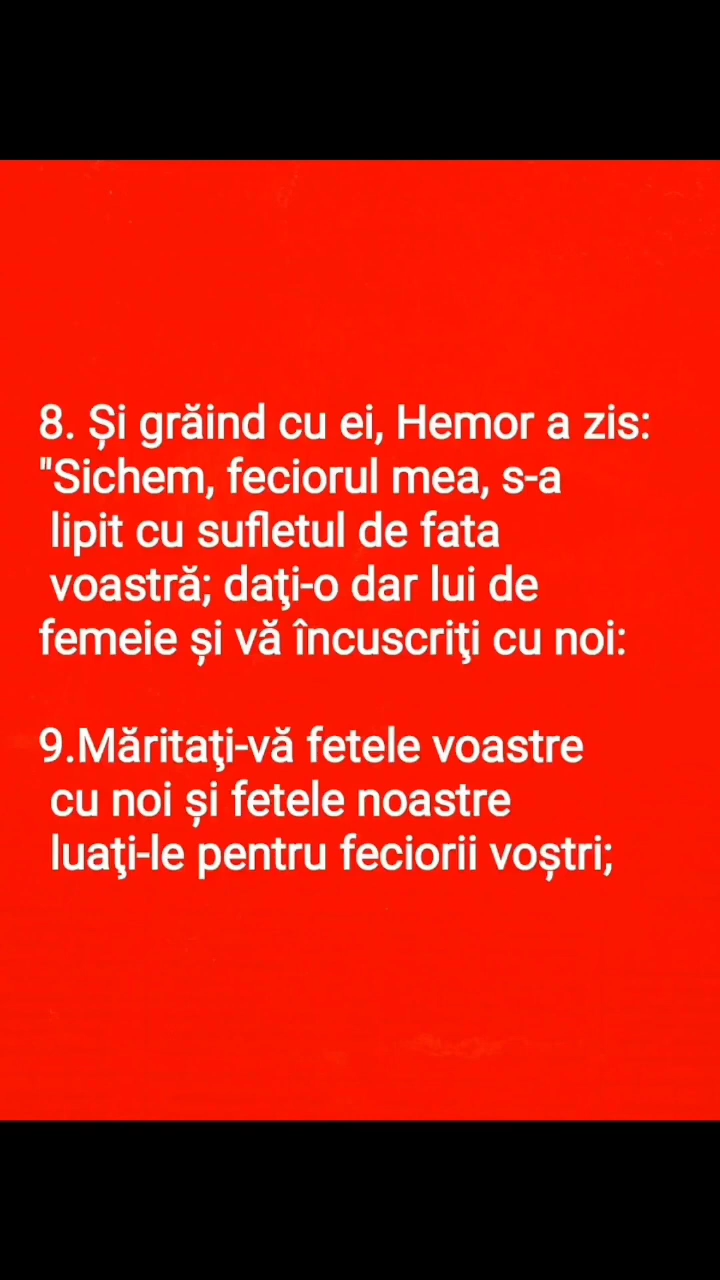 8. Și grăind cu ei, Hemor a zis:
"Sichem, feciorul mea, s-a
lipit cu sufletul de fata
voastră; daţi-o dar lui de
femeie și vă încuscriţi cu noi:
9.Măritaţi-vă fetele voastre
cu noi și fetele noastre
luaţi-le pentru feciorii voștri;